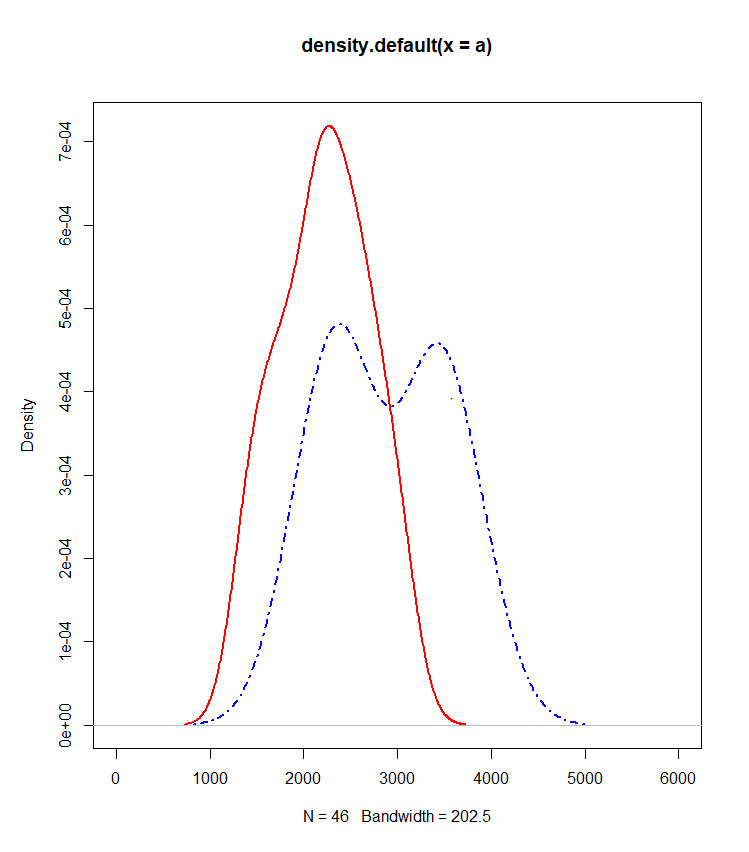 density.default(x = a)
Density
7e-04
6e-04
5e-04
4e-04
3e-04
2e-04
1e-04
0e+00
0 1000 2000 3000 4000 5000 6000
N = 46 Bandwidth = 202.5